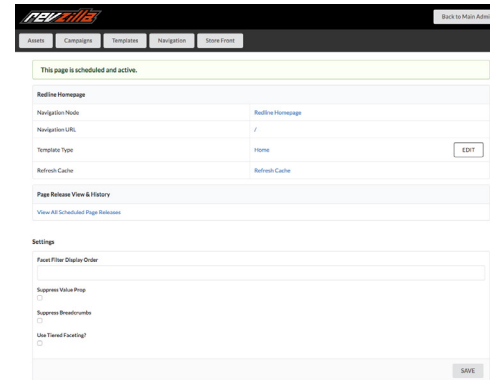 revzilla
Back to Main Admi
Assets Campaigns Templates Navigation Store Front
This page is scheduled and active.
Redline Homepage
Navigation Node Redline Homepage
Navigation URL /
Template Type Home EDIT
Refresh Cache Refresh Cache
Page Release View & History
View All Scheduled Page Releases
Settings
Facet Filter Display Order
Suppress Value Prop
Suppress Breadcrumbs
Use Tiered Faceting?
SAVE